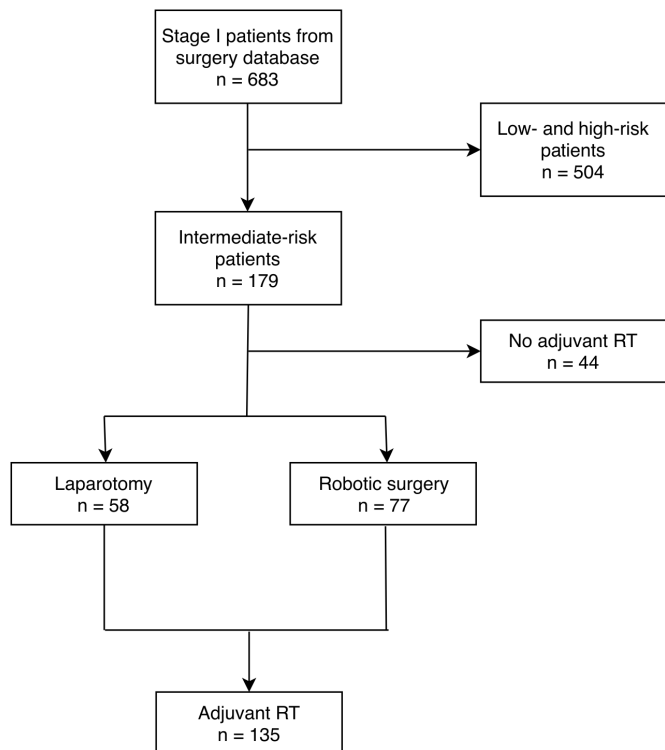 Stage I patients from
surgery database
n = 683
Low- and high-risk
patients
n = 504
Intermediate-risk
patients
n = 179
No adjuvant RT
n = 44
Laparotomy
n = 58
Robotic surgery
n = 77
Adjuvant RT
n = 135